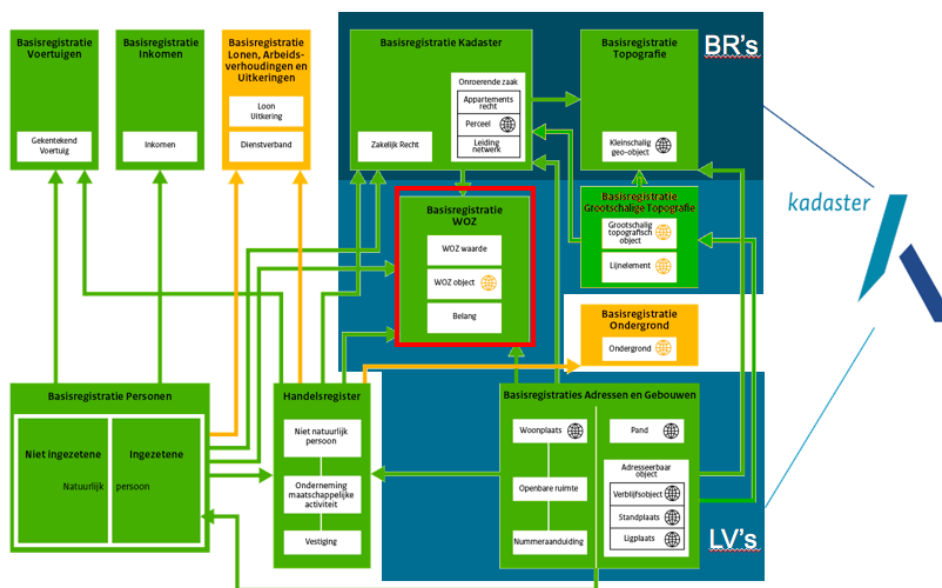 Basisregistratie
Voertuigen
Gekentekend
Voertuig
Basisregistratie
Inkomen
Inkomen
Basisregistratie
Lonen, Arbeids-
verhoudingen en
Uitkeringen
Loon
Uitkering
Dienstverband
Basisregistratie Kadaster
Onroerende zaak
Appartements
recht
Perceel
Leiding
netwerk
Zakelijk Recht
Basisregistratie
Topografie
Kleinschalig
geo-object
BR's
kadaster
Basisregistratie
WOZ
WOZ waarde
WOZ object
Belang
Basisregistratie
Grootschalige Topografie
Grootschalig
topografisch
object
Lijnelement
Basisregistratie
Ondergrond
Ondergrond
Basisregistratie Personen
Niet ingezetene
Ingezetene
Natuurlijk persoon
Handelsregister
Niet natuurlijk
persoon
Onderneming
maatschappelijke
activiteit
Vestiging
Basisregistraties Adressen en Gebouwen
Woonplaats
Openbare ruimte
Nummeraanduiding
Pand
Adresseerbaar
object
Verblijfsobject
Standplaats
Ligplaats
LV's